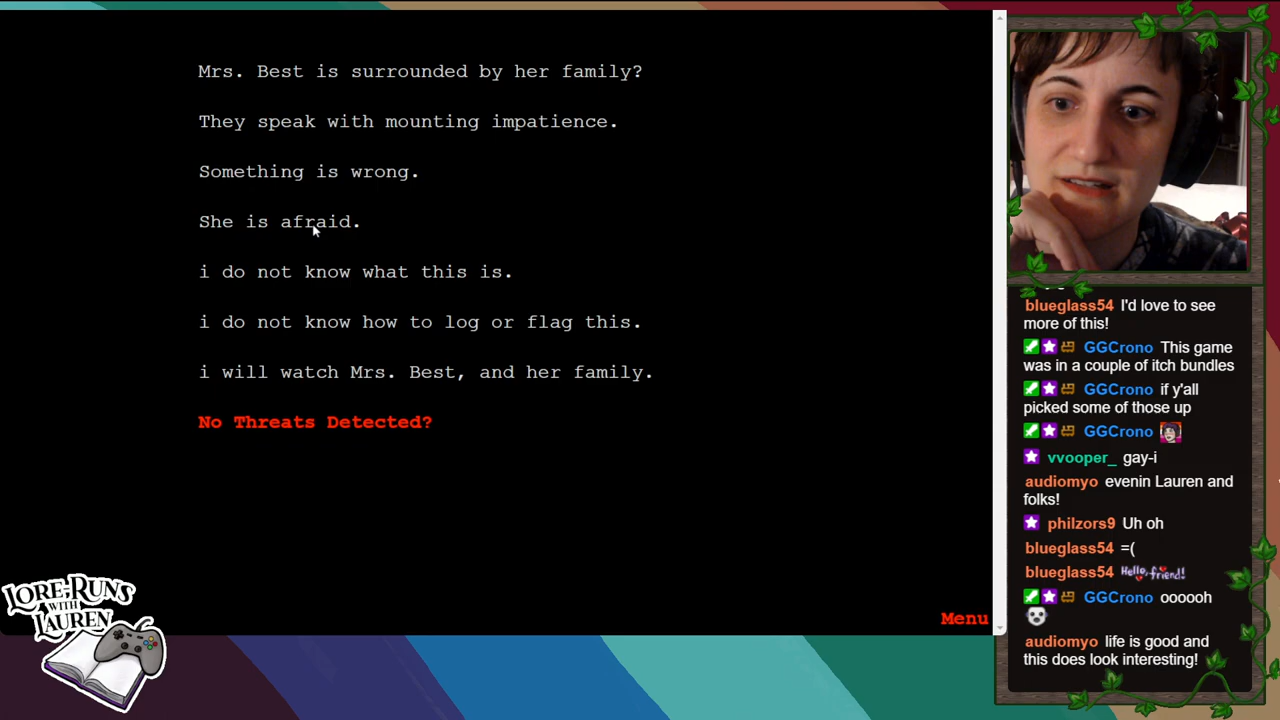 Mrs. Best is surrounded by her family?
They speak with mounting impatience.
Something is wrong.
She is afraid.
i do not know what this is.
i do not know how to log or flag this.
i will watch Mrs. Best, and her family.
No Threats Detected?
Menu
LORE-RUNS
WITH
LAUREN
blueglass54 I'd love to see
more of this!
GGCrono This game
was in a couple of itch bundles
GGCrono if y'all
picked some of those up
GGCrono
vvooper_ gay-i
audiomyo evenin Lauren and
folks!
philzors9 Uh oh
blueglass54 =(
blueglass54 Hello, friend!
GGCrono oooooh
audiomyo life is good and
this does look interesting!